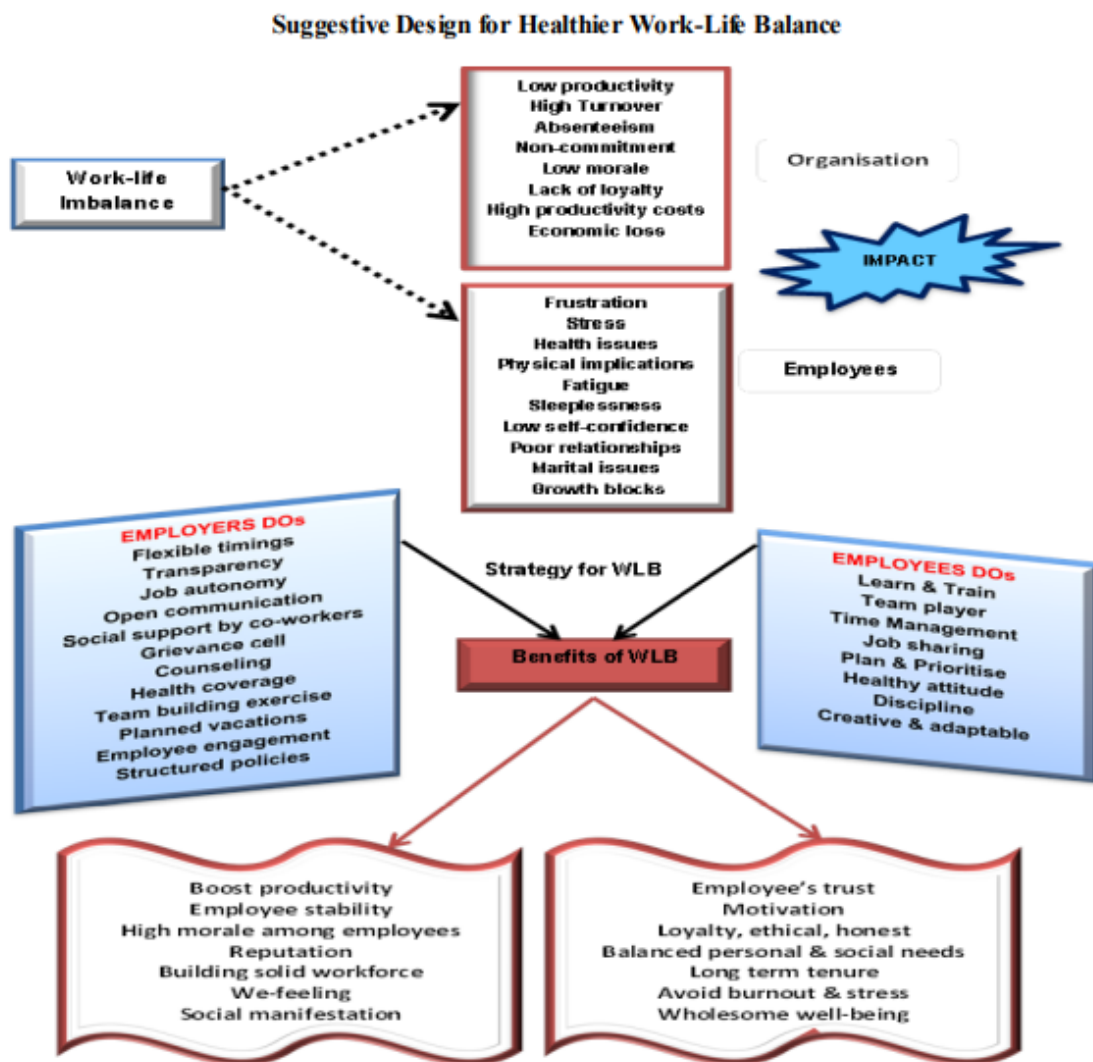 Suggestive Design for Healthier Work-Life Balance
Work-life
Imbalance
Low productivity
High Turnover
Absenteeism
Non-commitment
Low morale
Lack of loyalty
High productivity costs
Economic loss
Organisation
IMPACT
Frustration
Stress
Health issues
Physical implications
Fatigue
Sleeplessness
Low self-confidence
Poor relationships
Marital issues
Growth blocks
Employees
EMPLOYERS DOs
Flexible timings
Transparency
Job autonomy
Open communication
Social support by co-workers
Grievance cell
Counseling
Health coverage
Team building exercise
Planned vacations
Employee engagement
Structured policies
Strategy for WLB
Benefits of WLB
EMPLOYEES DOs
Learn & Train
Team player
Time Management
Job sharing
Plan & Prioritise
Healthy attitude
Discipline
Creative & adaptable
Boost productivity
Employee stability
High morale among employees
Reputation
Building solid workforce
We-feeling
Social manifestation
Employee's trust
Motivation
Loyalty, ethical, honest
Balanced personal & social needs
Long term tenure
Avoid burnout & stress
Wholesome well-being